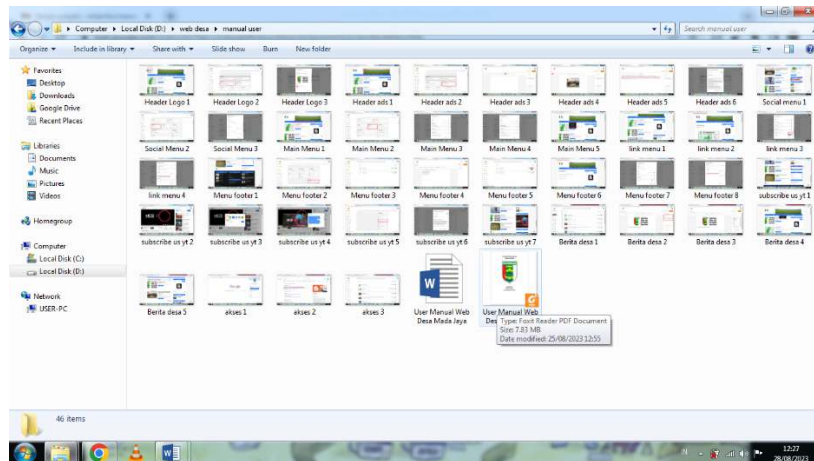 Computer ▸ Local Disk (D:) ▸ web desa ▸ manual user
Search manual user
Organize Include in library Share with Slide show Burn New folder
Favorites
Desktop
Downloads
Google Drive
Recent Places
Libraries
Documents
Music
Pictures
Videos
Homegroup
Computer
Local Disk (C:)
Local Disk (D:)
Network
USER-PC
Header Logo 1 Header Logo 2 Header Logo 3 Header ads 1 Header ads 2 Header ads 3 Header ads 4 Header ads 5 Header ads 6 Social menu 1
Social Menu 2 Social Menu 3 Main Menu 1 Main Menu 2 Main Menu 3 Main Menu 4 Main Menu 5 link menu 1 link menu 2 link menu 3
link menu 4 Menu footer 1 Menu footer 2 Menu footer 3 Menu footer 4 Menu footer 5 Menu footer 6 Menu footer 7 Menu footer 8 subscribe us yt 1
subscribe us yt 2 subscribe us yt 3 subscribe us yt 4 subscribe us yt 5 subscribe us yt 6 subscribe us yt 7 Berita desa 1 Berita desa 2 Berita desa 3 Berita desa 4
Berita desa 5 akses 1 akses 2 akses 3 User Manual Web Desa Mada Jaya User Manual Web
Type: Foxit Reader PDF Document
Size: 7.83 MB
Date modified: 25/08/2023 12:55
46 items
12:27
28/08/2023